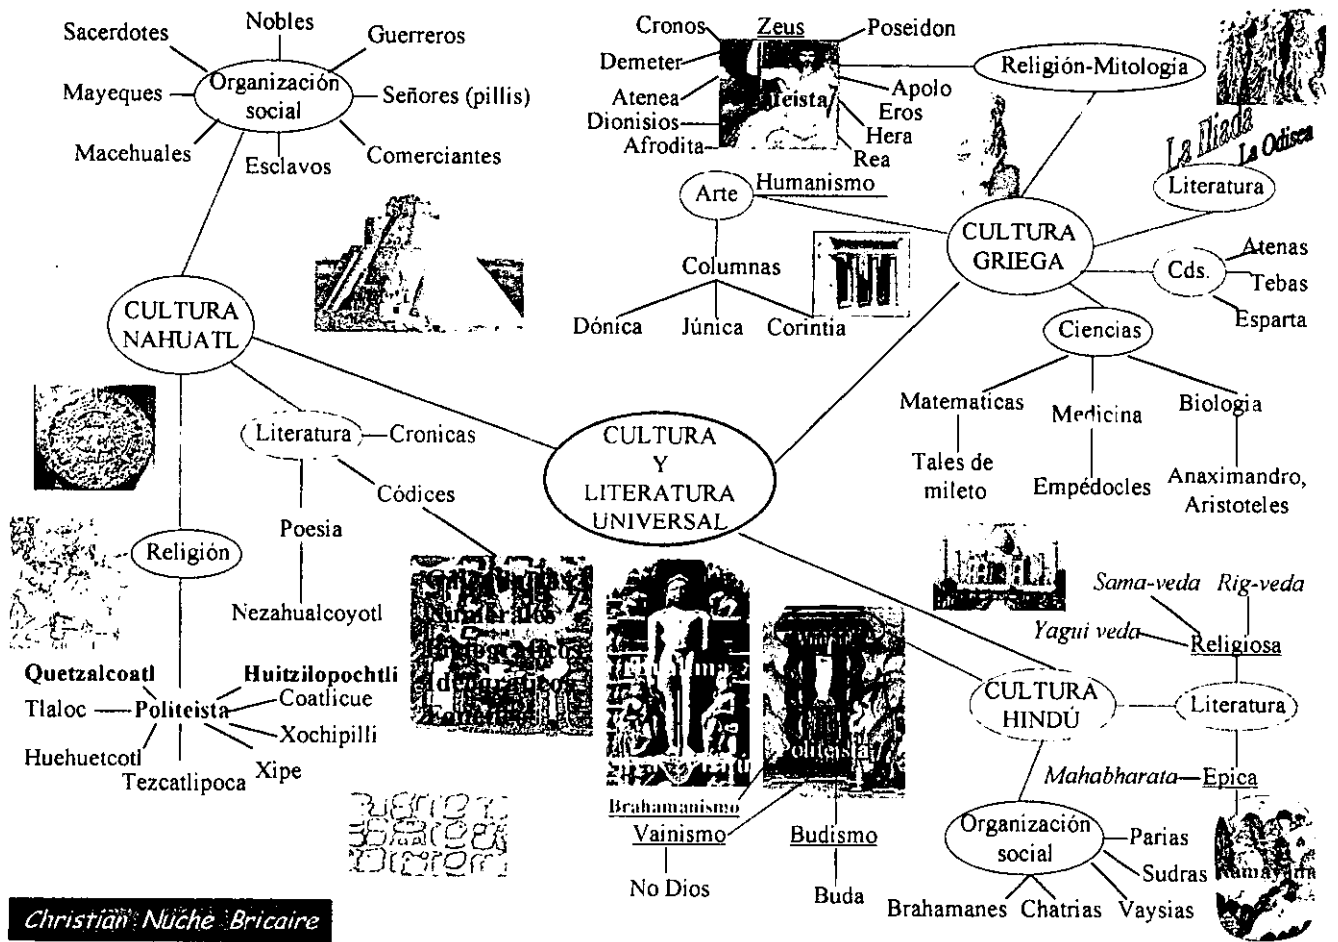 Nobles
Sacerdotes
Guerreros
Organización
social
Mayeques
Señores (pillis)
Macehuales
Esclavos
Comerciantes
CULTURA
NAHUATL
Literatura
Cronicas
Códices
Poesia
Nezahualcoyotl
Numerales
Ideograficos
Religión
Quetzalcoatl
Huitzilopochtli
Tlaloc
Politeista
Coatlicue
Xochipilli
Huehuetcotl
Tezcatlipoca
Xipe
CULTURA
Y
LITERATURA
UNIVERSAL
Cronos
Zeus
Poseidon
Demeter
Religión-Mitologia
Atenea
Apolo
Eros
Dionisios
Hera
Afrodita
Rea
Arte
Humanismo
Columnas
Dónica
Júnica
Corintia
CULTURA
GRIEGA
La Iliada
La Odisea
Literatura
Cds.
Atenas
Tebas
Esparta
Ciencias
Matematicas
Medicina
Biologia
Tales de
mileto
Empédocles
Anaximandro,
Aristoteles
CULTURA
HINDÚ
Sama-veda
Rig-veda
Yagui veda
Religiosa
Literatura
Mahabharata
Epica
Ramayana
Organización
social
Parias
Sudras
Brahamanes
Chatrias
Vaysias
Politeista
Brahamanismo
Vainismo
Budismo
No Dios
Buda
Christian Nuche Bricaire